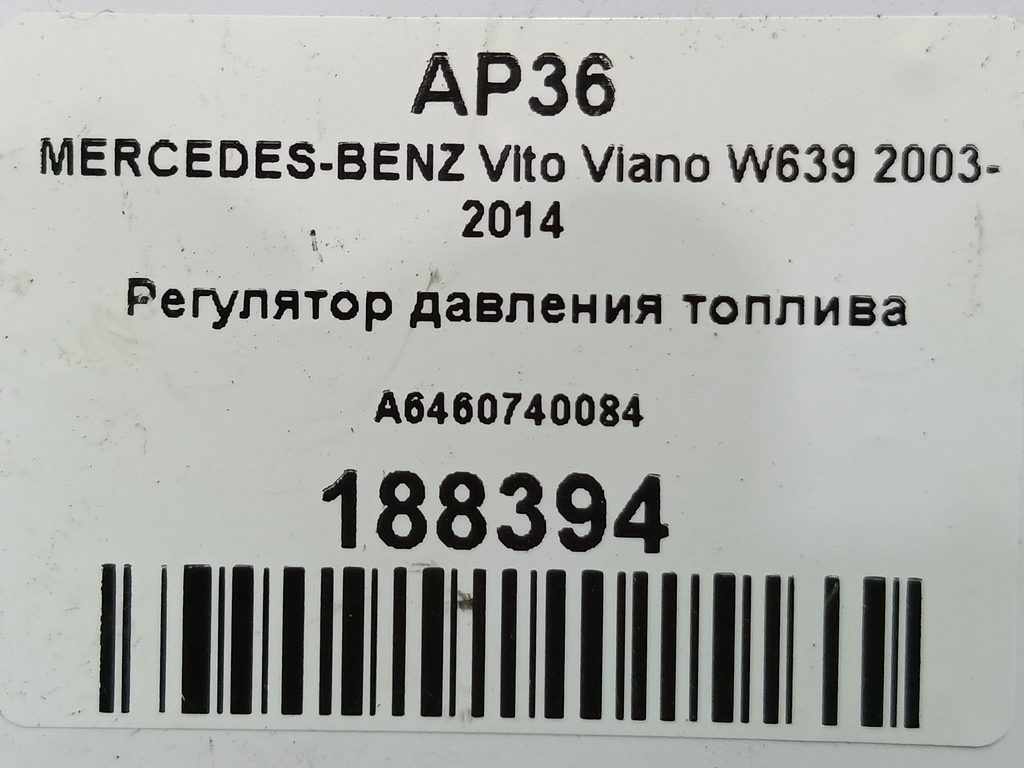 AP36
MERCEDES-BENZ Vito Viano W639 2003-
2014
Регулятор давления топлива
A6460740084
188394